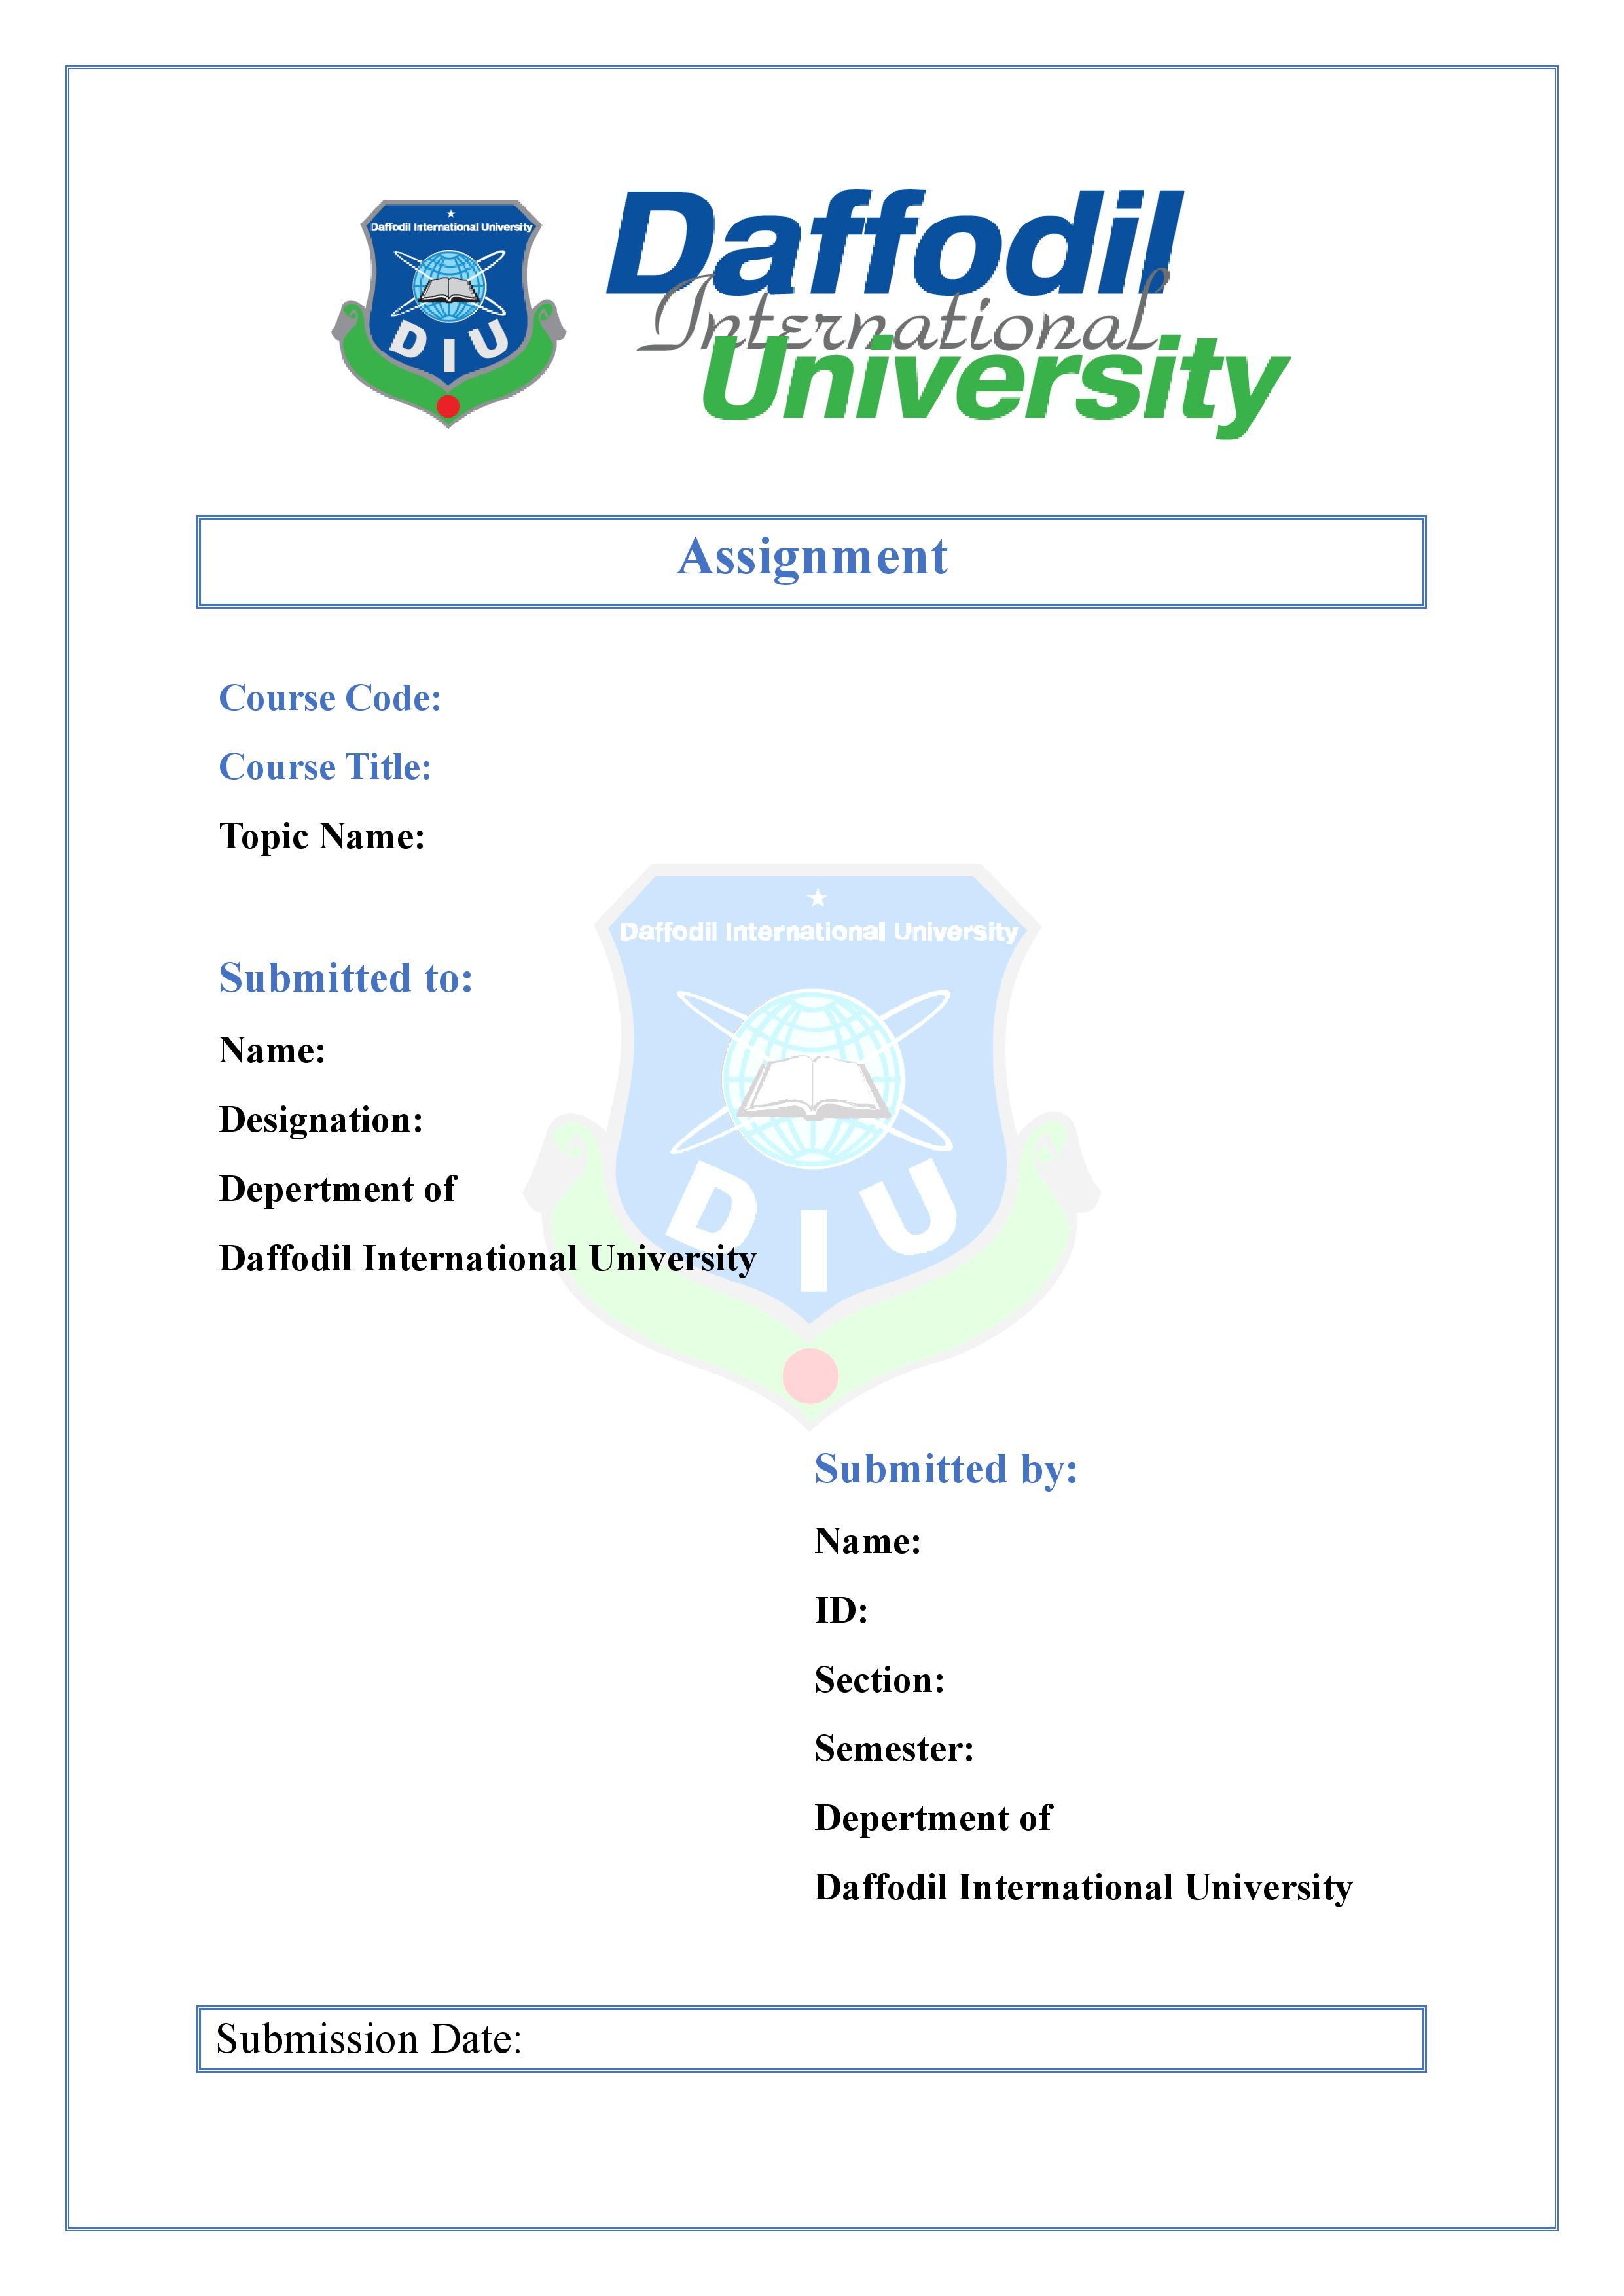 Daffodil International University
D I U
Daffodil
International
University
Assignment
Course Code:
Course Title:
Topic Name:
Daffodil International University
Submitted to:
Name:
Designation:
Depertment of
D I U
Daffodil International University
Submitted by:
Name:
ID:
Section:
Semester:
Depertment of
Daffodil International University
Submission Date: